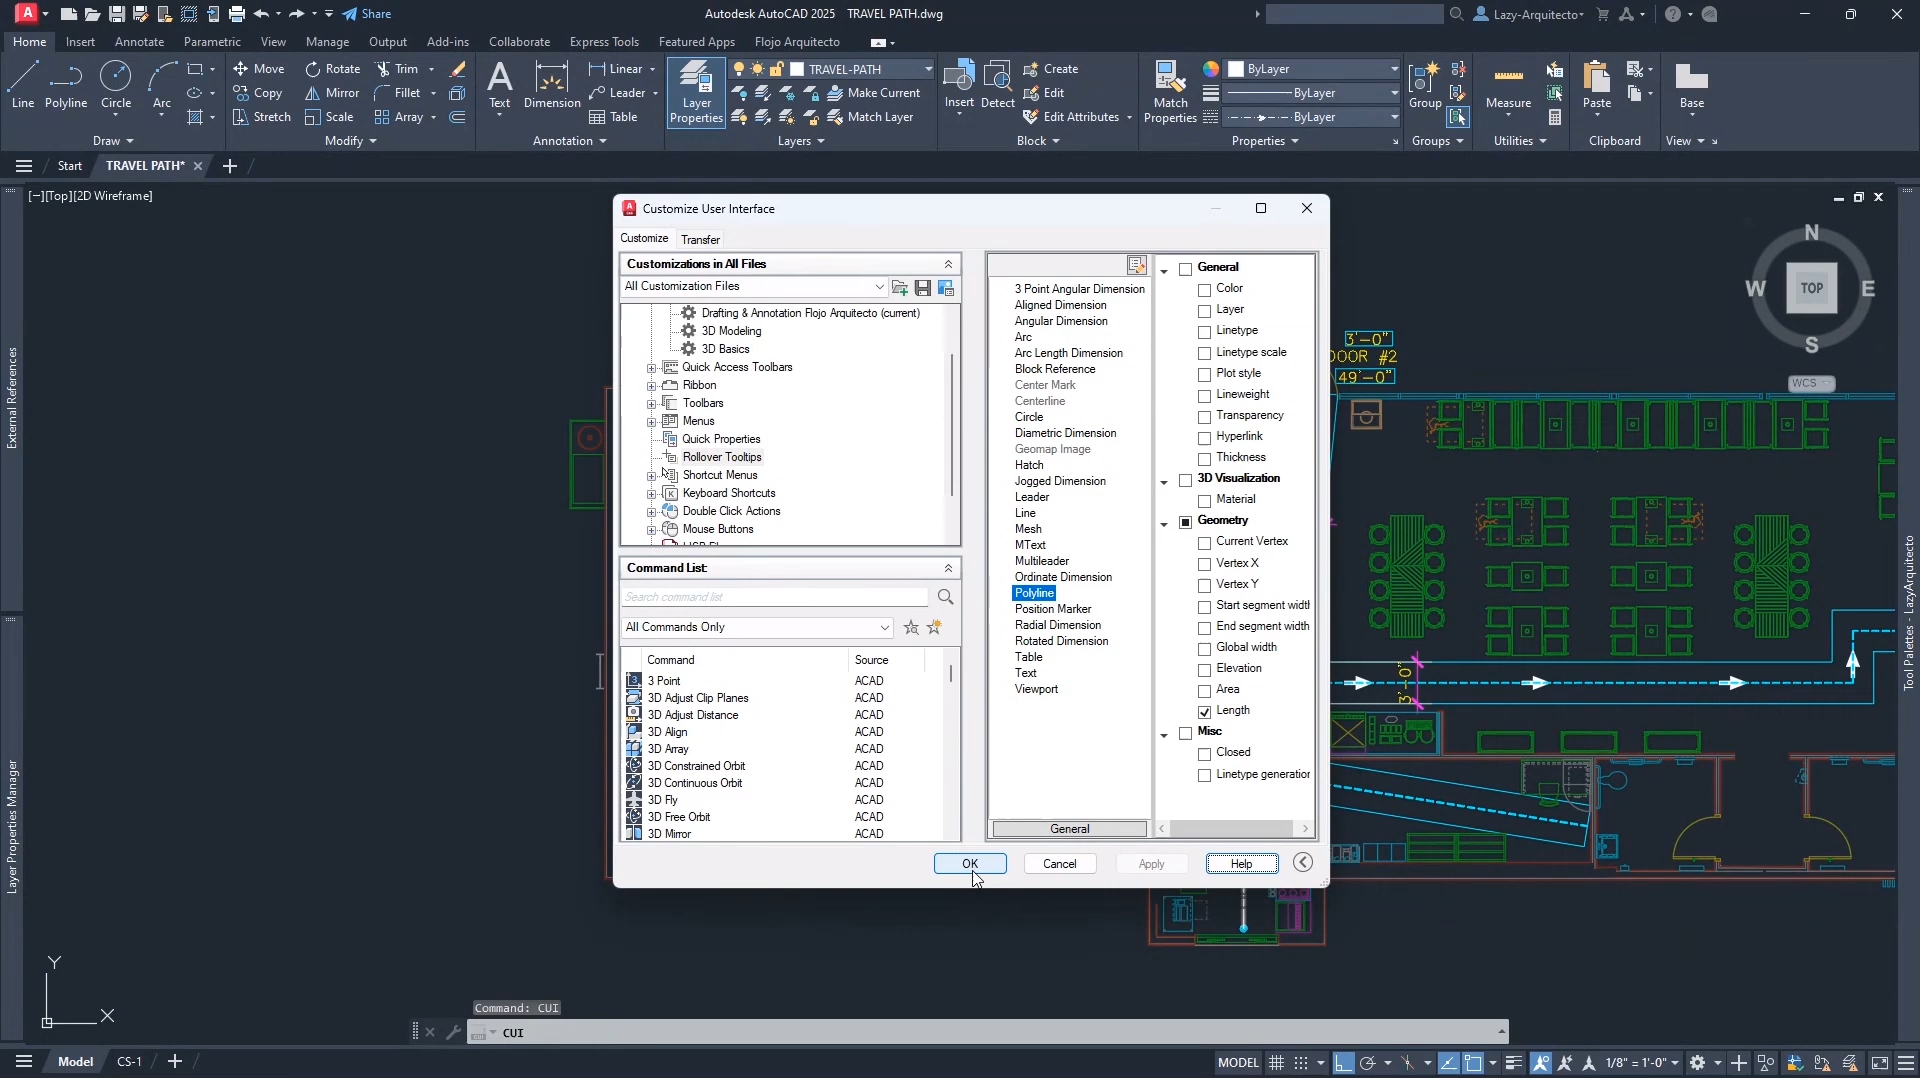 Share
Autodesk AutoCAD 2025 TRAVEL PATH.dwg
Lazy-Arquitecto
Home Insert Annotate Parametric View Manage Output Add-ins Collaborate Express Tools Featured Apps Flojo Arquitecto
Line Polyline Circle Arc
Draw
Move Rotate Trim
Copy Mirror Fillet
Stretch Scale Array
Modify
Text Dimension
Linear
Leader
Table
Annotation
Layer Properties
TRAVEL-PATH
Make Current
Match Layer
Layers
Insert Detect
Create
Edit
Edit Attributes
Block
Match Properties
ByLayer
ByLayer
ByLayer
Properties
Group
Groups
Measure
Utilities
Paste
Clipboard
Base
View
Start TRAVEL PATH*
[−][Top][2D Wireframe]
External References
Layer Properties Manager
Tool Palettes - LazyArquitecto
N
W TOP E
S
WCS
3'-0"
DOOR #2
49'-0"
3'-0"
Customize User Interface
Customize Transfer
Customizations in All Files
All Customization Files
Drafting & Annotation Flojo Arquitecto (current)
3D Modeling
3D Basics
Quick Access Toolbars
Ribbon
Toolbars
Menus
Quick Properties
Rollover Tooltips
Shortcut Menus
Keyboard Shortcuts
Double Click Actions
Mouse Buttons
Command List:
Search command list
All Commands Only
Command Source
3 Point ACAD
3D Adjust Clip Planes ACAD
3D Adjust Distance ACAD
3D Align ACAD
3D Array ACAD
3D Constrained Orbit ACAD
3D Continuous Orbit ACAD
3D Fly ACAD
3D Free Orbit ACAD
3D Mirror ACAD
3 Point Angular Dimension
Aligned Dimension
Angular Dimension
Arc
Arc Length Dimension
Block Reference
Center Mark
Centerline
Circle
Diametric Dimension
Geomap Image
Hatch
Jogged Dimension
Leader
Line
Mesh
MText
Multileader
Ordinate Dimension
Polyline
Position Marker
Radial Dimension
Rotated Dimension
Table
Text
Viewport
General
General
Color
Layer
Linetype
Linetype scale
Plot style
Lineweight
Transparency
Hyperlink
Thickness
3D Visualization
Material
Geometry
Current Vertex
Vertex X
Vertex Y
Start segment width
End segment width
Global width
Elevation
Area
Length
Misc
Closed
Linetype generation
OK Cancel Apply Help
Y
X
Command: CUI
CUI
Model CS-1
MODEL
1/8" = 1'-0"